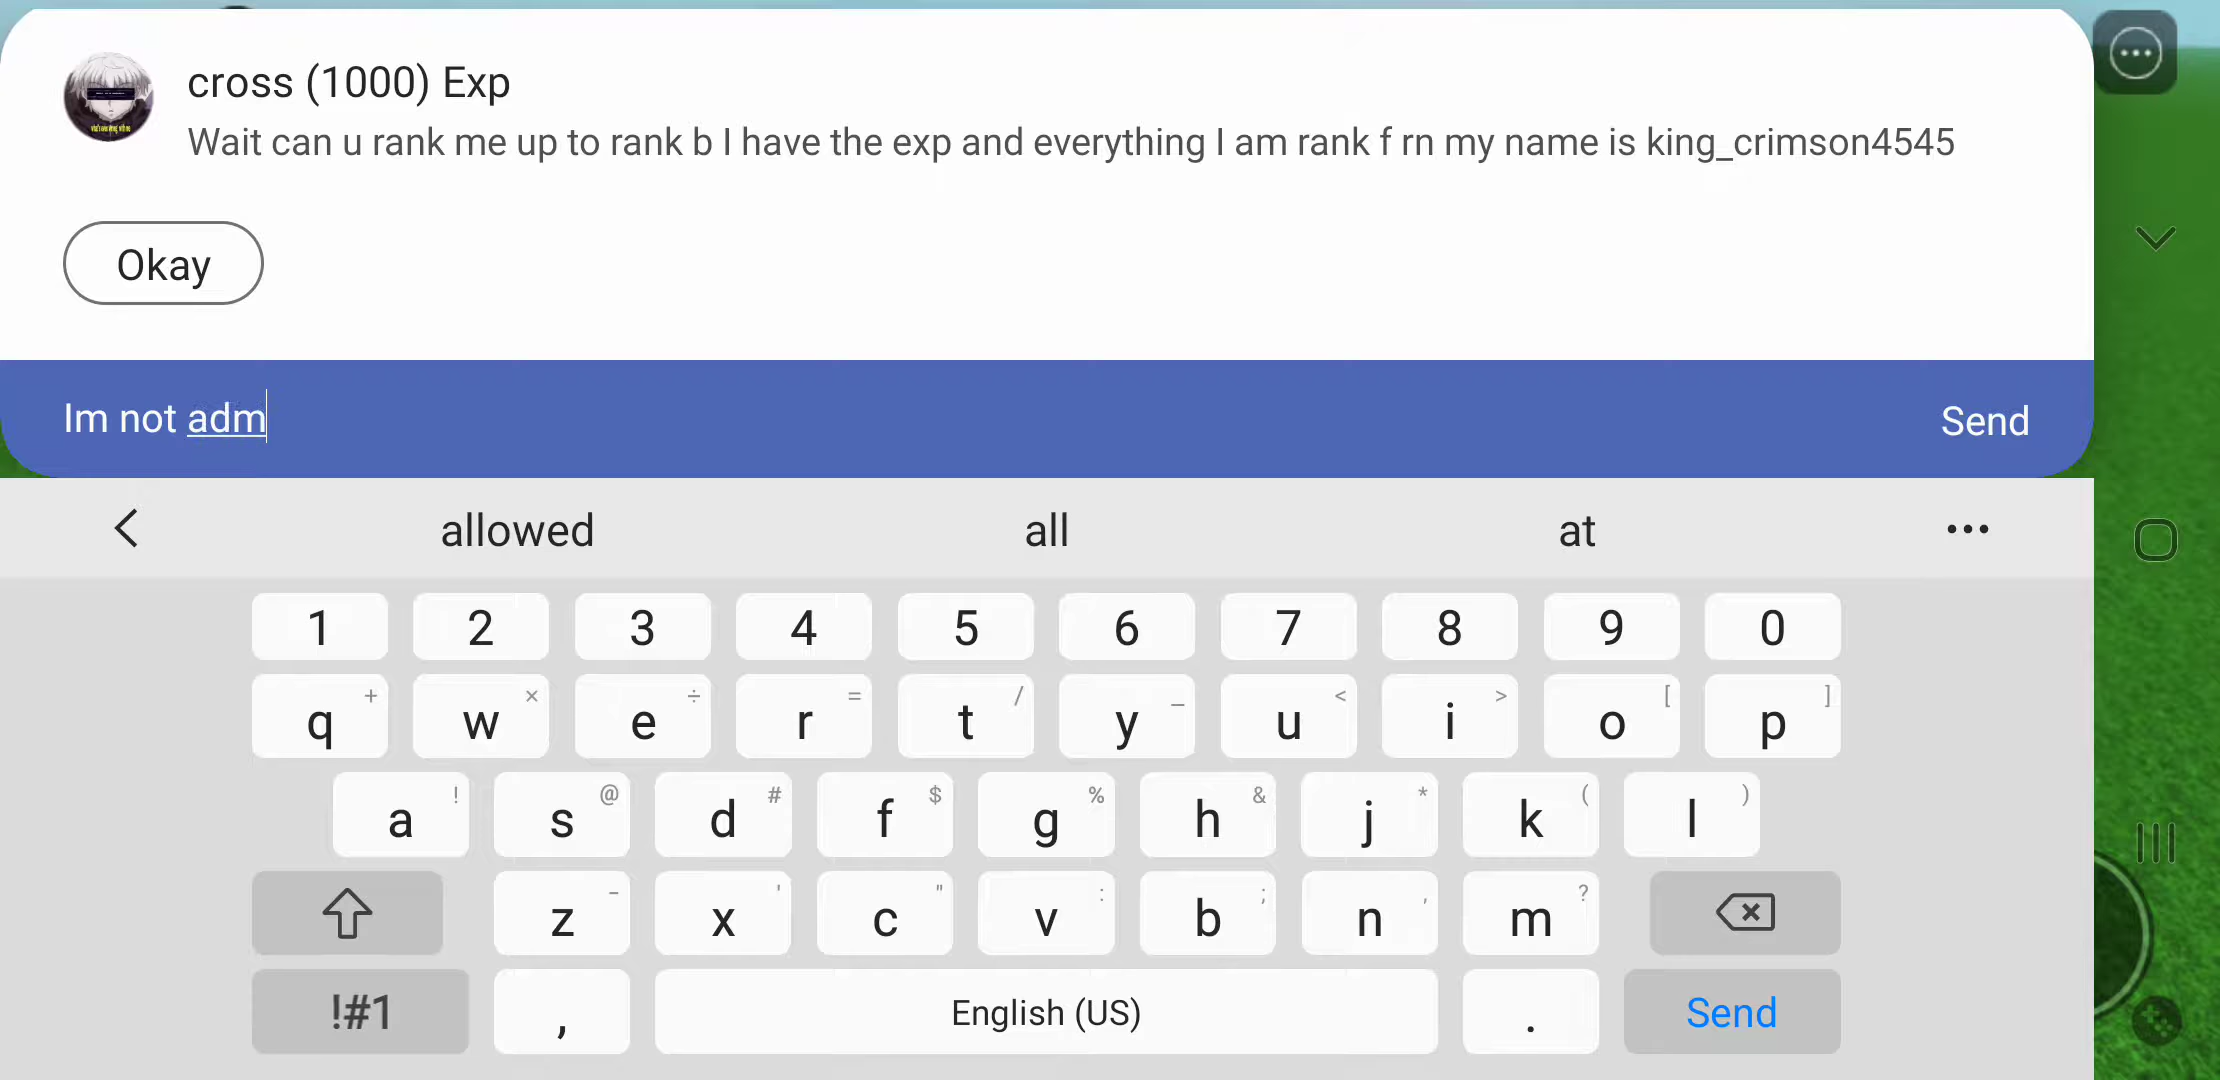 cross (1000) Exp
Wait can u rank me up to rank b I have the exp and everything I am rank f rn my name is king_crimson4545
Okay
Im not adm
Send
allowed all at
1 2 3 4 5 6 7 8 9 0
q + w × e ÷ r = t / y _ u < i > o [ p ]
a ! s @ d # f $ g % h & j * k ( l )
z - x ' c " v : b ; n , m ?
!#1 , English (US) . Send